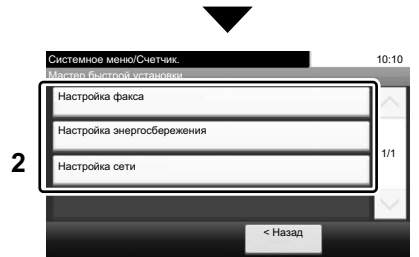 Системное меню/Счетчик. 10:10
Мастер быстрой установки
Настройка факса
Настройка энергосбережения
1/1
2
Настройка сети
< Назад